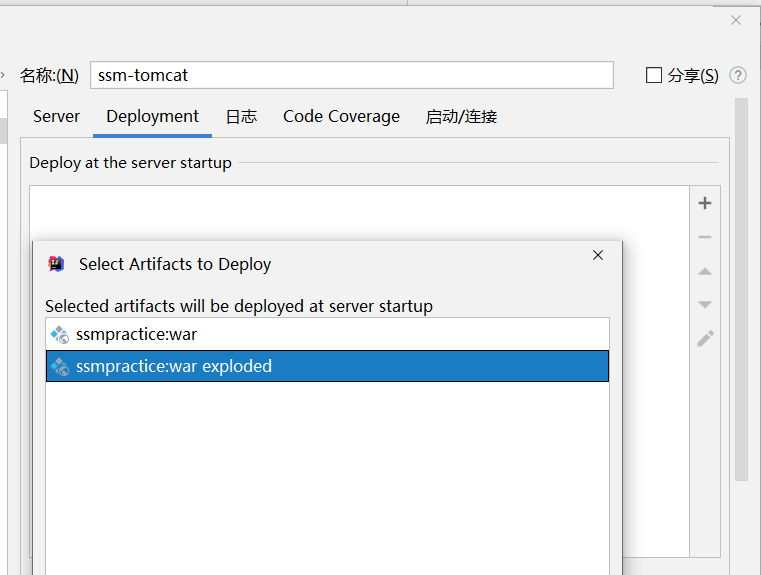 名称:(N) ssm-tomcat 分享(S) ?
Server Deployment 日志 Code Coverage 启动/连接
Deploy at the server startup
Select Artifacts to Deploy
Selected artifacts will be deployed at server startup
ssmpractice:war
ssmpractice:war exploded